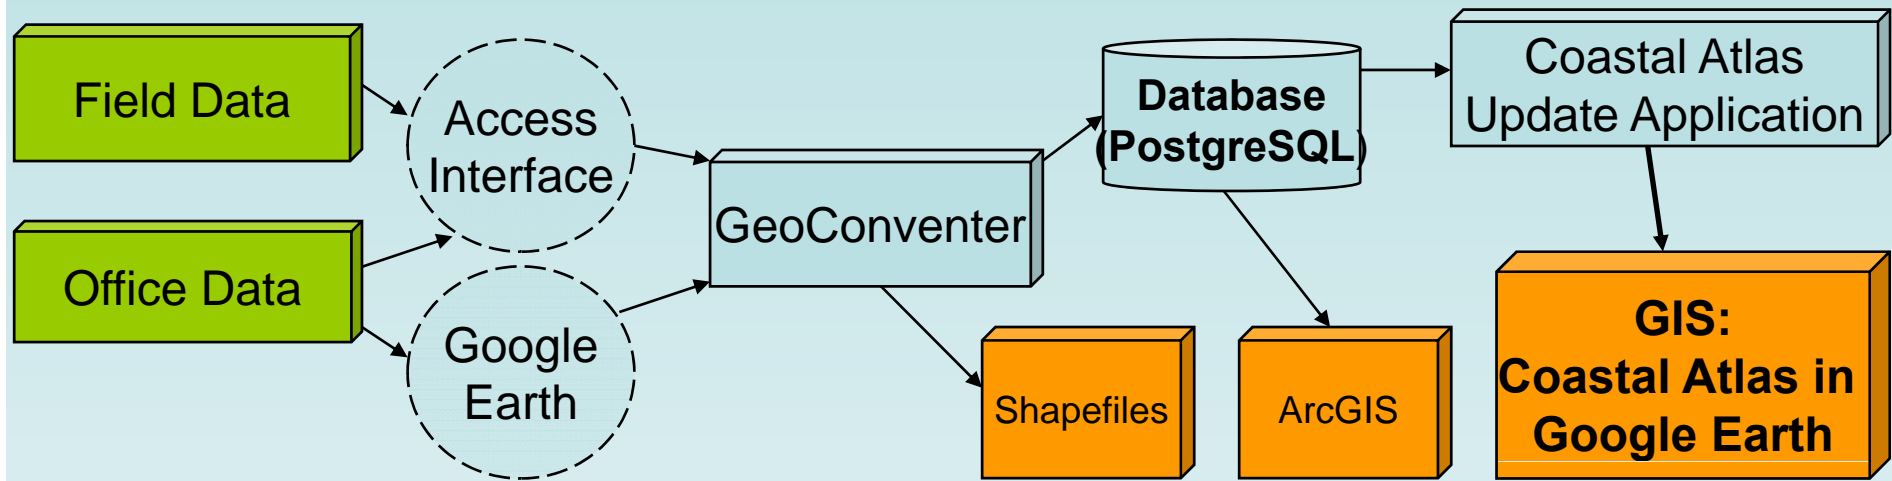 Field Data
Office Data
Access
Interface
Google
Earth
GeoConventer
Database
(PostgreSQL)
Coastal Atlas
Update Application
Shapefiles
ArcGIS
GIS:
Coastal Atlas in
Google Earth